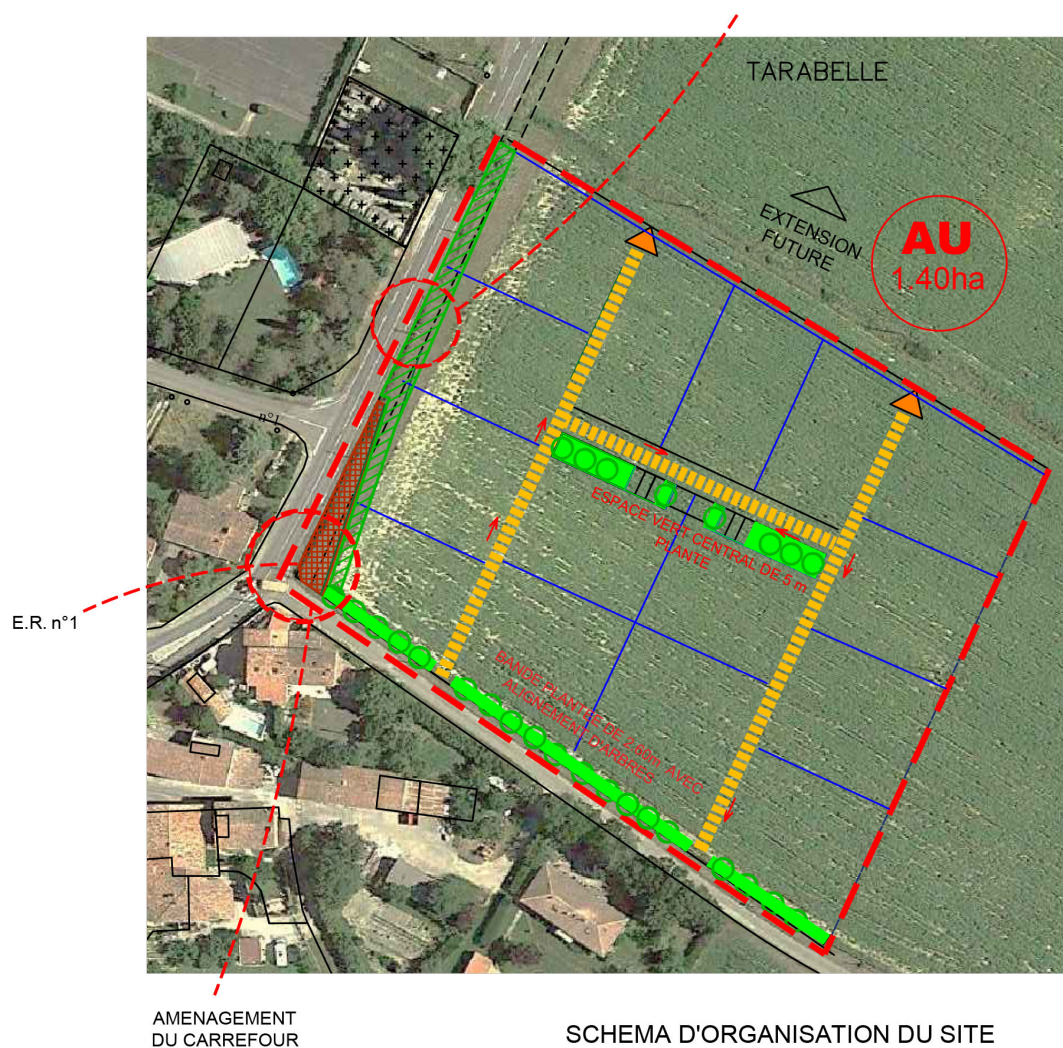 TARABELLE
EXTENSION
FUTURE
AU
1.40ha
n°1
ESPACE VERT CENTRAL DE 5 m
PLANTE
E.R. n°1
BANDE PLANTEE DE 2.60m AVEC
ALIGNEMENT D'ARBRES
AMENAGEMENT
DU CARREFOUR
SCHEMA D'ORGANISATION DU SITE